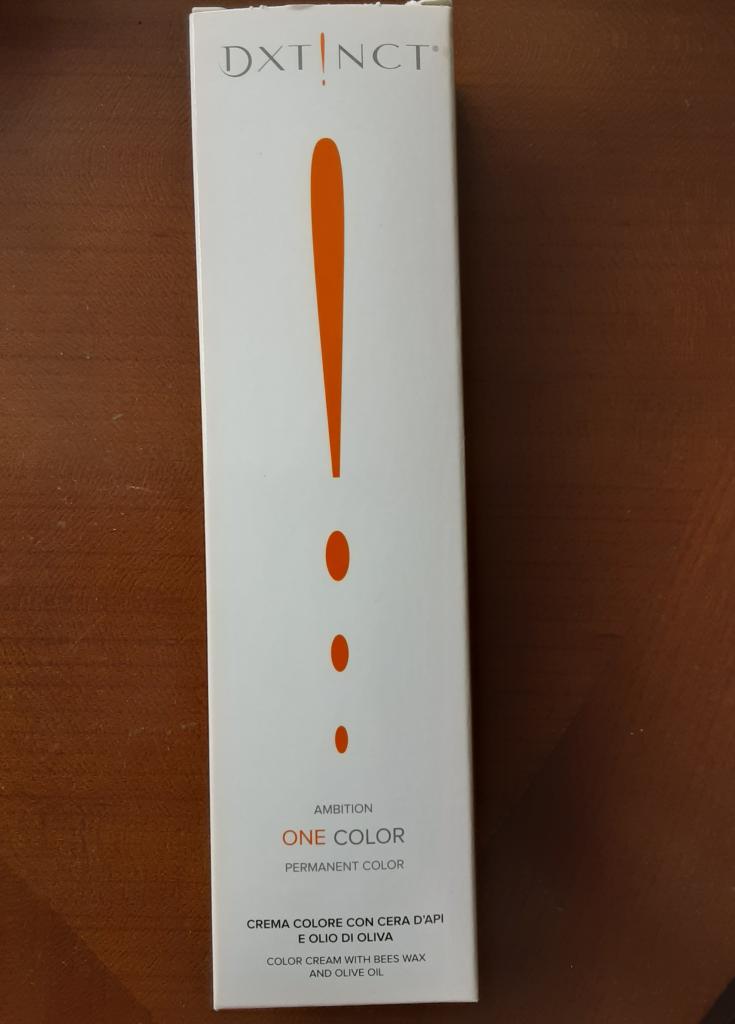 DXT!NCT®
AMBITION
ONE COLOR
PERMANENT COLOR
CREMA COLORE CON CERA D'API
E OLIO DI OLIVA
COLOR CREAM WITH BEES WAX
AND OLIVE OIL